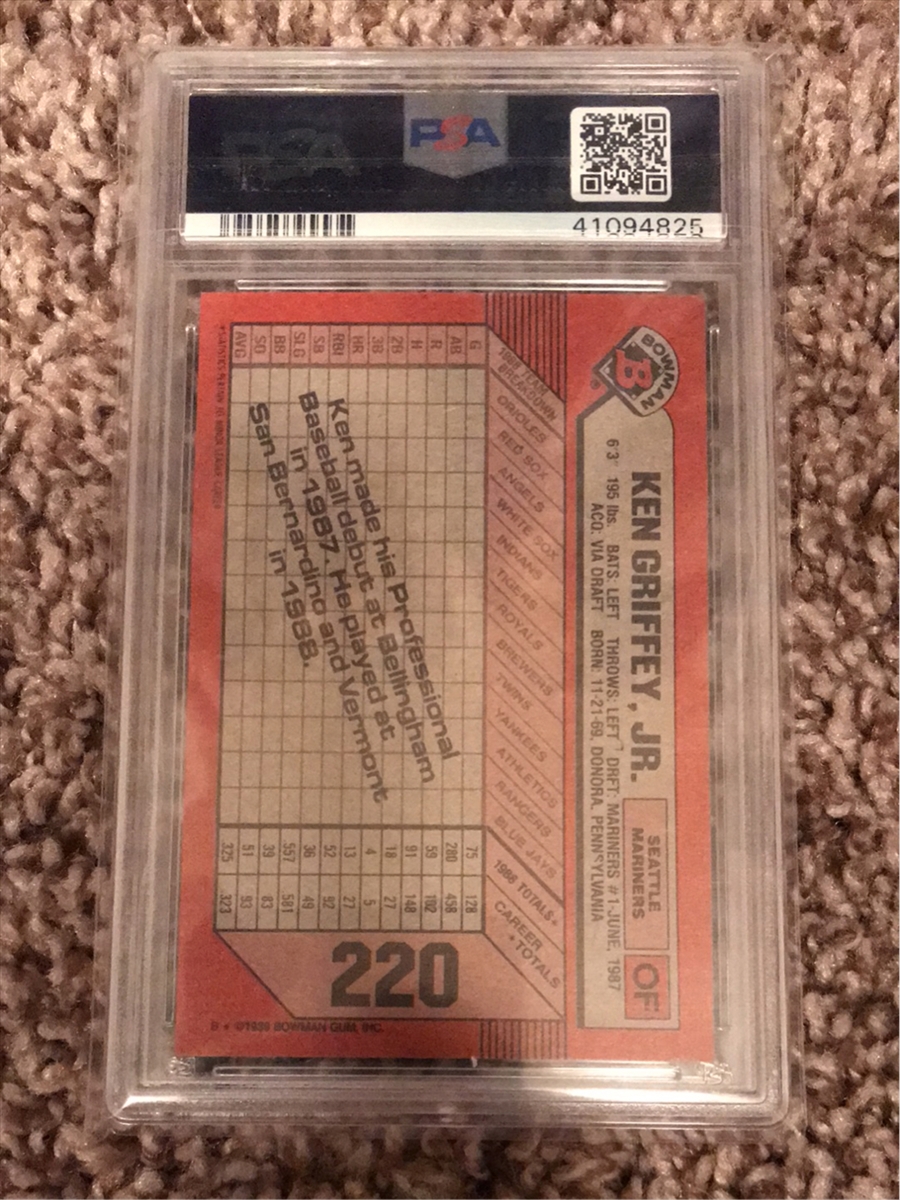 PSA
41094825
BOWMAN
B
KEN GRIFFEY, JR.
SEATTLE
MARINERS
OF
6'3" 195 lbs. BATS: LEFT THROWS: LEFT DRFT: MARINERS #1-JUNE, 1987
ACQ: VIA DRAFT BORN: 11-21-69, DONORA, PENNSYLVANIA
1988 TEAM
BREAKDOWN
ORIOLES
RED SOX
ANGELS
WHITE SOX
INDIANS
TIGERS
ROYALS
BREWERS
TWINS
YANKEES
ATHLETICS
RANGERS
BLUE JAYS
1988 TOTALS
CAREER
TOTALS
G 75 128
AB 280 458
R 59 102
H 91 148
2B 18 27
3B 4 5
HR 13 27
RBI 52 92
SB 36 49
SLG 557 581
BB 39 83
SO 51 93
AVG 325 323
Ken made his professional
Baseball debut at Bellingham
in 1987. He played at
San Bernardino and Vermont
in 1988.
220
B ★ ©1989 BOWMAN GUM, INC.